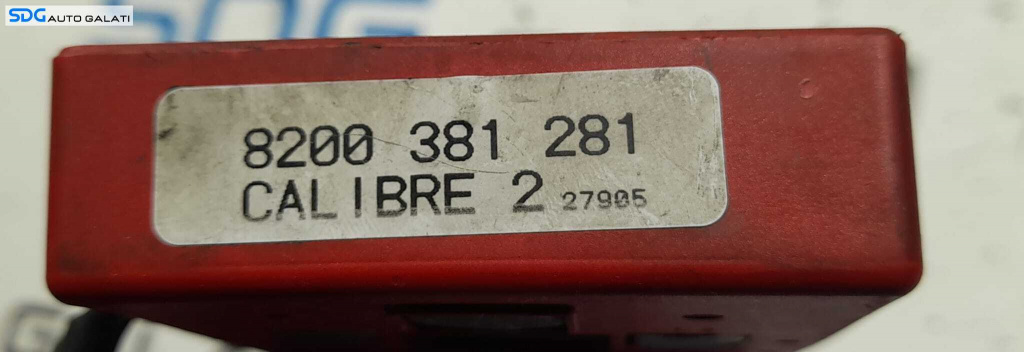 SDG AUTO GALATI
8200 381 281
CALIBRE 2 27905